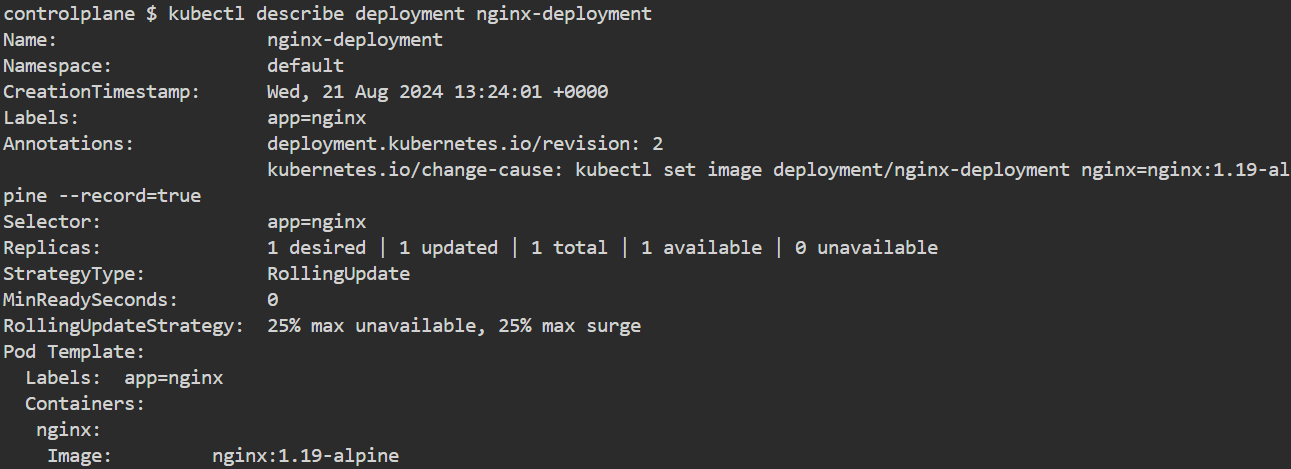 controlplane $ kubectl describe deployment nginx-deployment
Name:                   nginx-deployment
Namespace:              default
CreationTimestamp:      Wed, 21 Aug 2024 13:24:01 +0000
Labels:                 app=nginx
Annotations:            deployment.kubernetes.io/revision: 2
                        kubernetes.io/change-cause: kubectl set image deployment/nginx-deployment nginx=nginx:1.19-al
pine --record=true
Selector:               app=nginx
Replicas:               1 desired | 1 updated | 1 total | 1 available | 0 unavailable
StrategyType:           RollingUpdate
MinReadySeconds:        0
RollingUpdateStrategy:  25% max unavailable, 25% max surge
Pod Template:
  Labels:  app=nginx
  Containers:
   nginx:
    Image:         nginx:1.19-alpine